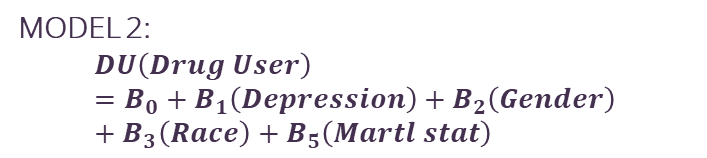 MODEL 2:
DU(Drug User)
= B₀ + B₁(Depression) + B₂(Gender)
+ B₃(Race) + B₅(Martl stat)